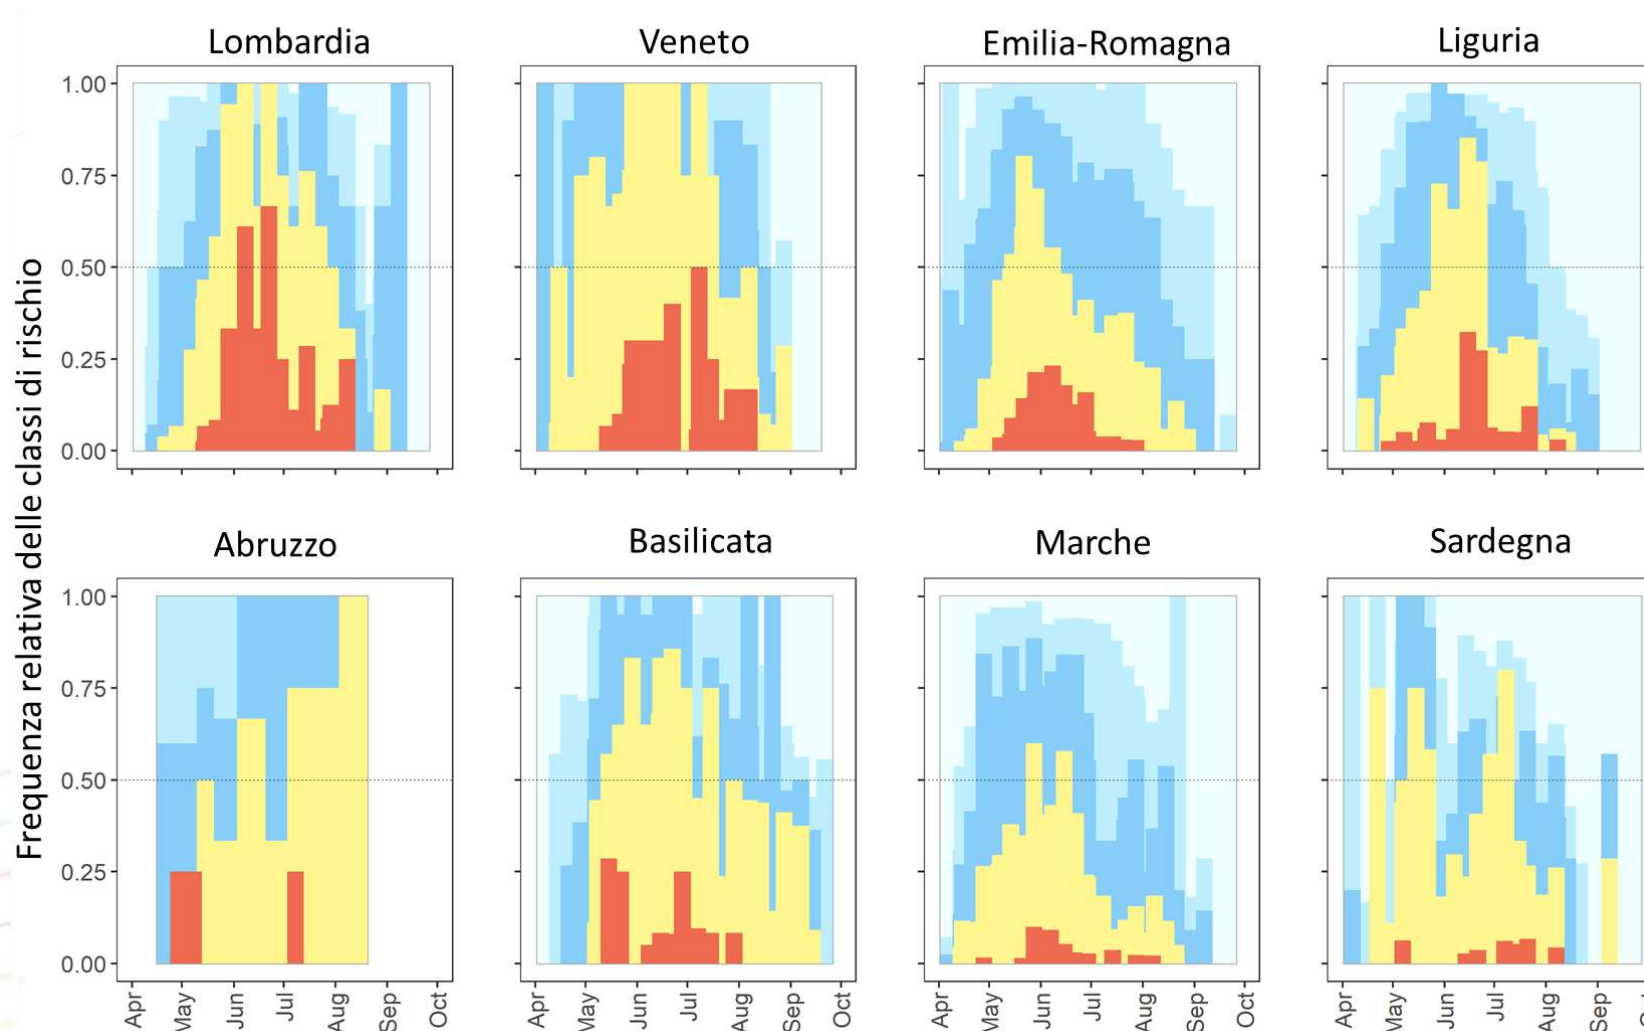 Lombardia Veneto Emilia-Romagna Liguria
1.00
0.75
0.50
0.25
0.00
Frequenza relativa delle classi di rischio
Abruzzo Basilicata Marche Sardegna
1.00
0.75
0.50
0.25
0.00
Apr May Jun Jul Aug Sep Oct Apr May Jun Jul Aug Sep Oct Apr May Jun Jul Aug Sep Oct Apr May Jun Jul Aug Sep Oct